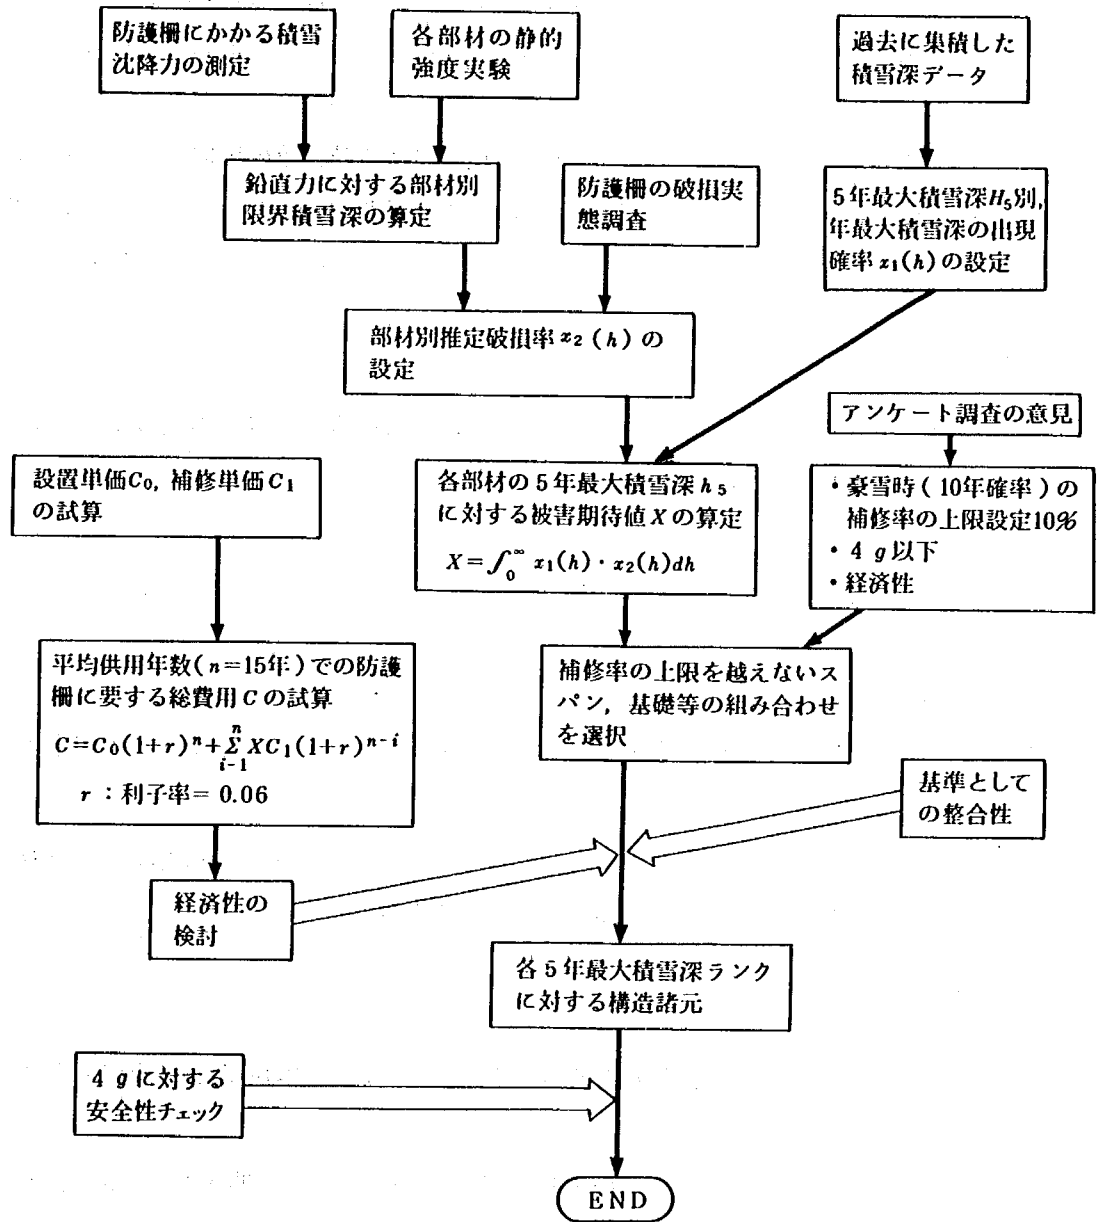 防護柵にかかる積雪
沈降力の測定
各部材の静的
強度実験
過去に集積した
積雪深データ
鉛直力に対する部材別
限界積雪深の算定
防護柵の破損実
態調査
5年最大積雪深H₅別,
年最大積雪深の出現
確率x₁(h)の設定
部材別推定破損率x₂(h)の
設定
アンケート調査の意見
設置単価C₀, 補修単価C₁
の試算
各部材の5年最大積雪深h₅
に対する被害期待値Xの算定
X=∫₀^∞ x₁(h)・x₂(h)dh
・豪雪時(10年確率)の
補修率の上限設定10%
・4g以下
・経済性
平均供用年数(n=15年)での防護
柵に要する総費用Cの試算
C=C₀(1+r)ⁿ+Σ XC₁(1+r)ⁿ⁻ⁱ
n
i-1
r:利子率=0.06
補修率の上限を越えないス
パン, 基礎等の組み合わせ
を選択
基準として
の整合性
経済性の
検討
各5年最大積雪深ランク
に対する構造諸元
4gに対する
安全性チェック
END